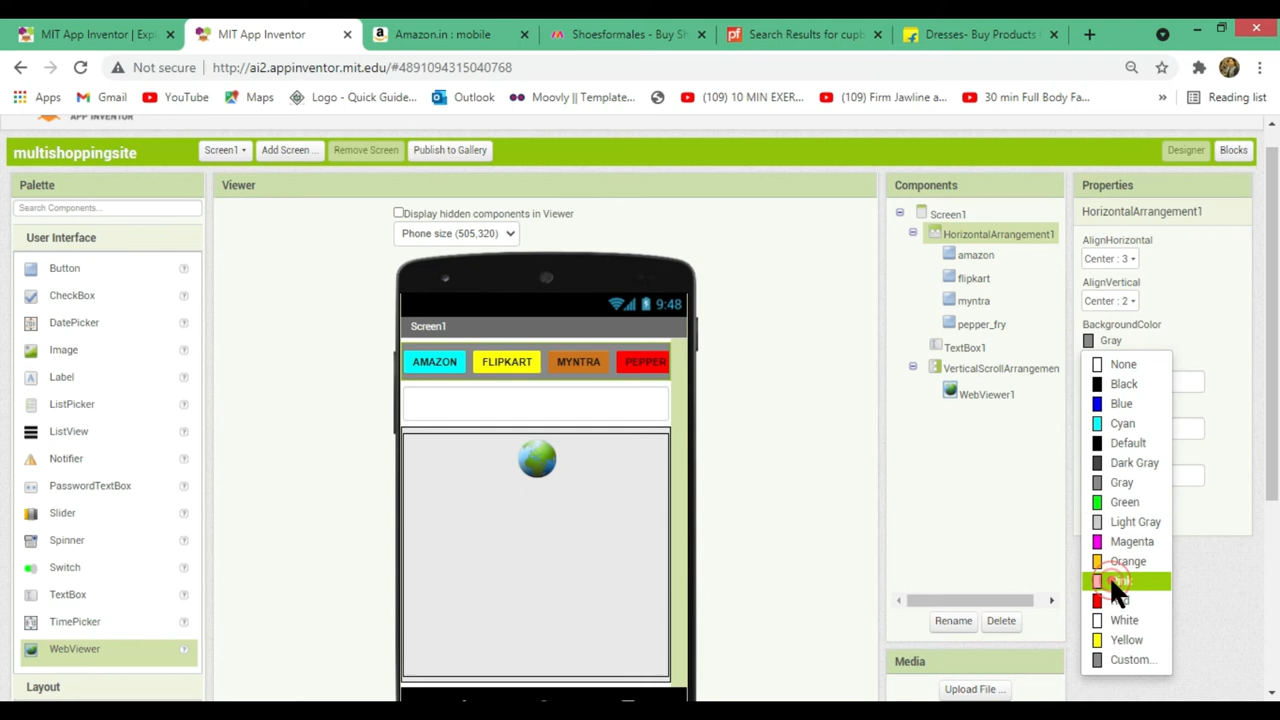 MIT App Inventor | Expl
MIT App Inventor
Amazon.in : mobile
Shoesformales - Buy Sh
Search Results for cupb
Dresses- Buy Products
Not secure
http://ai2.appinventor.mit.edu/#4891094315040768
Apps
Gmail
YouTube
Maps
Logo - Quick Guide...
Outlook
Moovly || Template...
(109) 10 MIN EXER...
(109) Firm Jawline a...
30 min Full Body Fa...
Reading list
APP INVENTOR
multishoppingsite
Screen1
Add Screen ...
Remove Screen
Publish to Gallery
Designer
Blocks
Palette
Viewer
Components
Properties
Search Components...
User Interface
Button
CheckBox
DatePicker
Image
Label
ListPicker
ListView
Notifier
PasswordTextBox
Slider
Spinner
Switch
TextBox
TimePicker
WebViewer
Layout
Display hidden components in Viewer
Phone size (505,320)
9:48
Screen1
AMAZON
FLIPKART
MYNTRA
PEPPER
Screen1
HorizontalArrangement1
amazon
flipkart
myntra
pepper_fry
TextBox1
VerticalScrollArrangemen
WebViewer1
Rename
Delete
Media
Upload File ...
HorizontalArrangement1
AlignHorizontal
Center : 3
AlignVertical
Center : 2
BackgroundColor
Gray
None
Black
Blue
Cyan
Default
Dark Gray
Gray
Green
Light Gray
Magenta
Orange
White
Yellow
Custom...